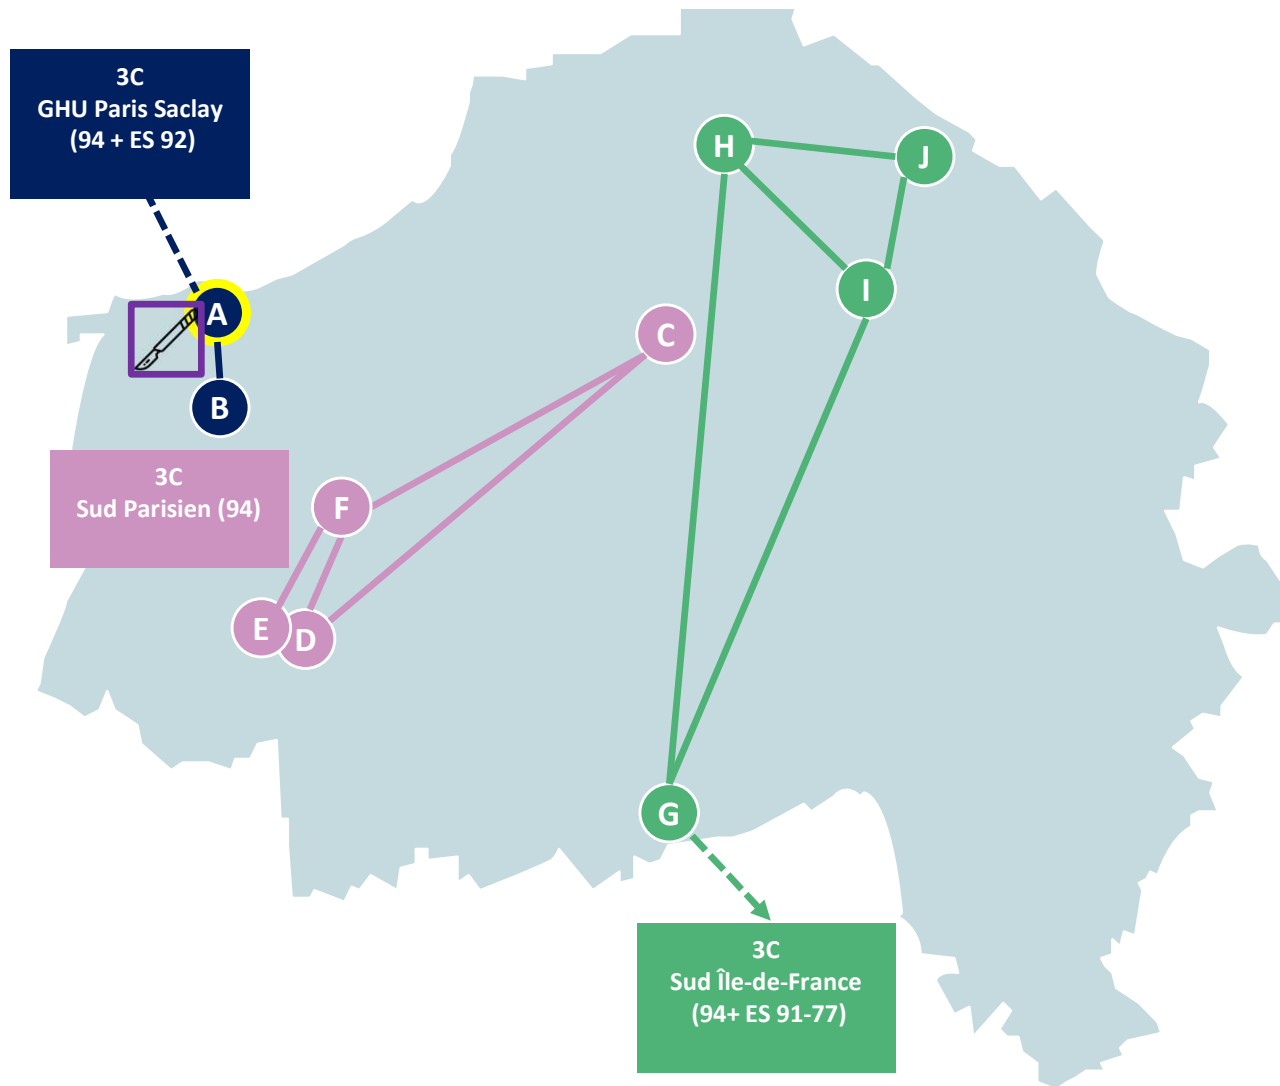 3C
GHU Paris Saclay
(94 + ES 92)
H
J
I
A
B
C
3C
Sud Parisien (94)
F
E
D
G
3C
Sud Île-de-France
(94+ ES 91-77)